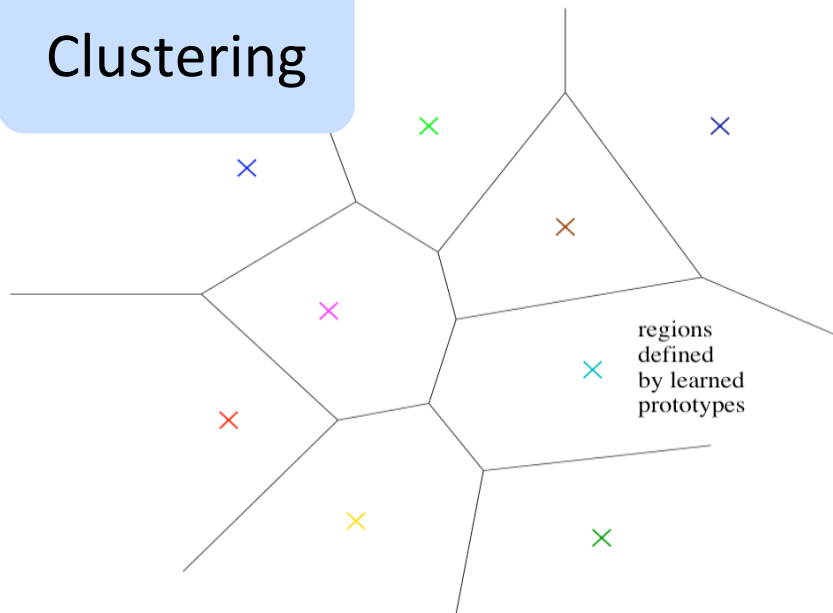 Clustering
regions
defined
by learned
prototypes